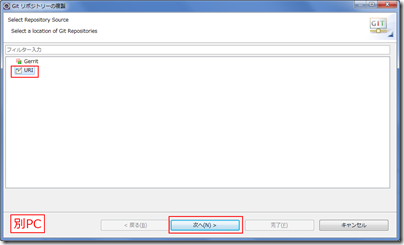 Git リポジトリーの複製
Select Repository Source
Select a location of Git Repositories
GIT
フィルター入力
Gerrit
URI
別PC
< 戻る(B)
次へ(N) >
完了(F)
キャンセル